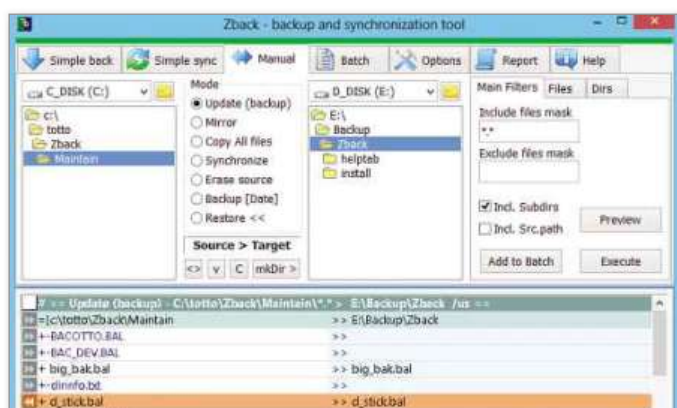 Zback - backup and synchronization tool
Simple back
Simple sync
Manual
Batch
Options
Report
Help
C_DISK (C:)
c:\
totto
Zback
Maintain
Mode
Update (backup)
Mirror
Copy All files
Synchronize
Erase source
Backup [Date]
Restore <<
Source > Target
<> v C mkDir >
D_DISK (E:)
E:\
Backup
Zback
helptab
install
Main Filters Files Dirs
Include files mask
*.*
Exclude files mask
Incl. Subdirs
Incl. Src.path
Preview
Add to Batch
Execute
# == Update (backup) - C:\totto\Zback\Maintain\*.* > E:\Backup\Zback /us ==
=[c:\totto\Zback\Maintain >> E:\Backup\Zback
+-BACOTTO.BAL >>
+-BAC_DEV.BAL >>
+ big_bak.bal >> big_bak.bal
+-dirinfo.txt >>
+ d_stick.bal >> d_stick.bal